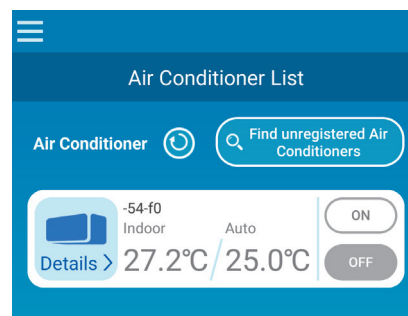 Air Conditioner List
Air Conditioner
Find unregistered Air
Conditioners
-54-f0
Indoor Auto
Details > 27.2℃ / 25.0℃
ON
OFF